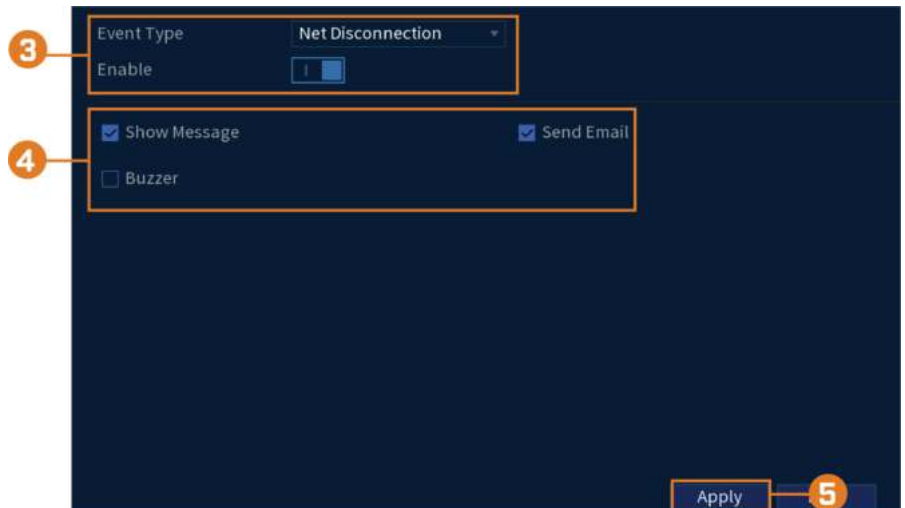 3
Event Type Net Disconnection
Enable
4
Show Message Send Email
Buzzer
Apply 5